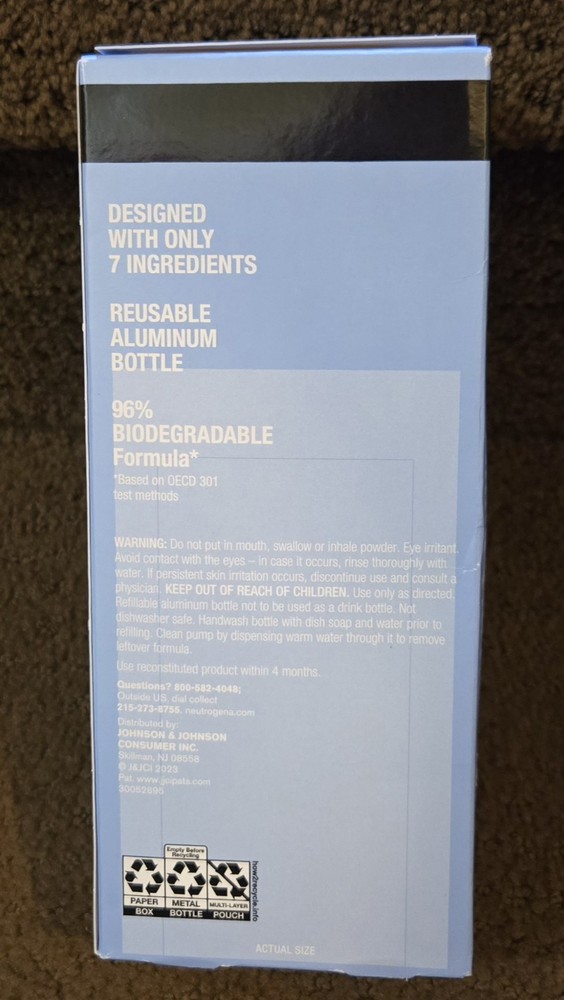 DESIGNED
WITH ONLY
7 INGREDIENTS
REUSABLE
ALUMINUM
BOTTLE
96%
BIODEGRADABLE
Formula*
*Based on OECD 301
test methods
WARNING: Do not put in mouth, swallow or inhale powder. Eye irritant.
Avoid contact with the eyes – in case it occurs, rinse thoroughly with
water. If persistent skin irritation occurs, discontinue use and consult a
physician. KEEP OUT OF REACH OF CHILDREN. Use only as directed.
Refillable aluminum bottle not to be used as a drink bottle. Not
dishwasher safe. Handwash bottle with dish soap and water prior to
refilling. Clean pump by dispensing warm water through it to remove
leftover formula.
Use reconstituted product within 4 months.
Questions? 800-582-4048;
Outside US, dial collect
215-273-8755. neutrogena.com
Distributed by:
JOHNSON & JOHNSON
CONSUMER INC.
Skillman, NJ 08558
© J&JCI 2023
Pat. www.jcipats.com
30052695
Empty Before
Recycling
PAPER METAL MULTI-LAYER
BOX BOTTLE POUCH
how2recycle.info
ACTUAL SIZE